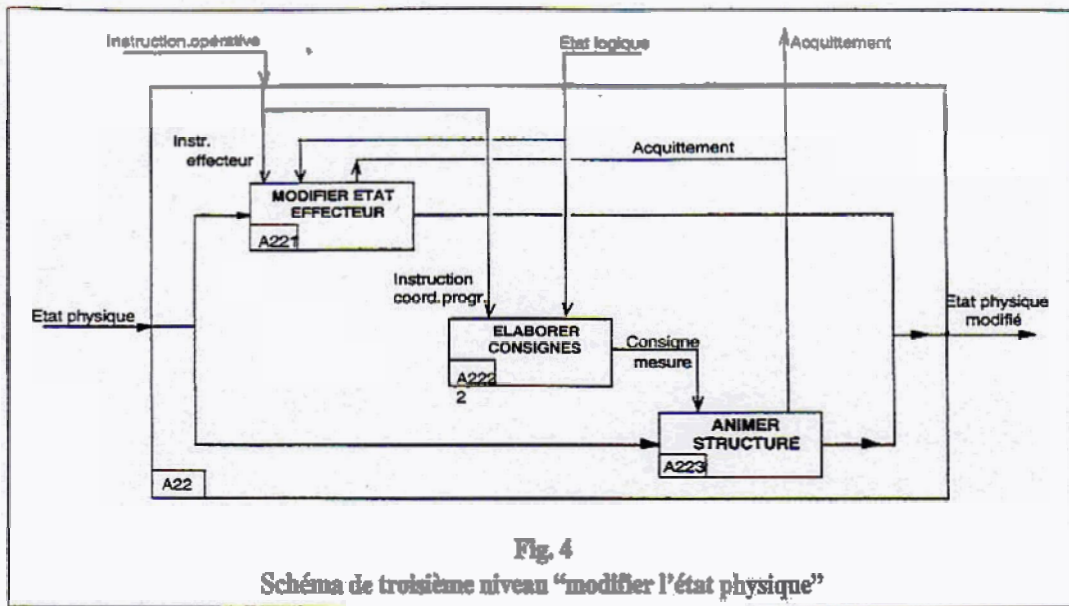 Instruction.opérative
Etat logique
Acquittement
Instr.
effecteur
Acquittement
MODIFIER ETAT
EFFECTEUR
A221
Instruction
coord.progr.
Etat physique
Etat physique
modifié
ELABORER
CONSIGNES
Consigne
mesure
A222
2
ANIMER
STRUCTURE
A223
A22
Fig. 4
Schéma de troisième niveau “modifier l’état physique”